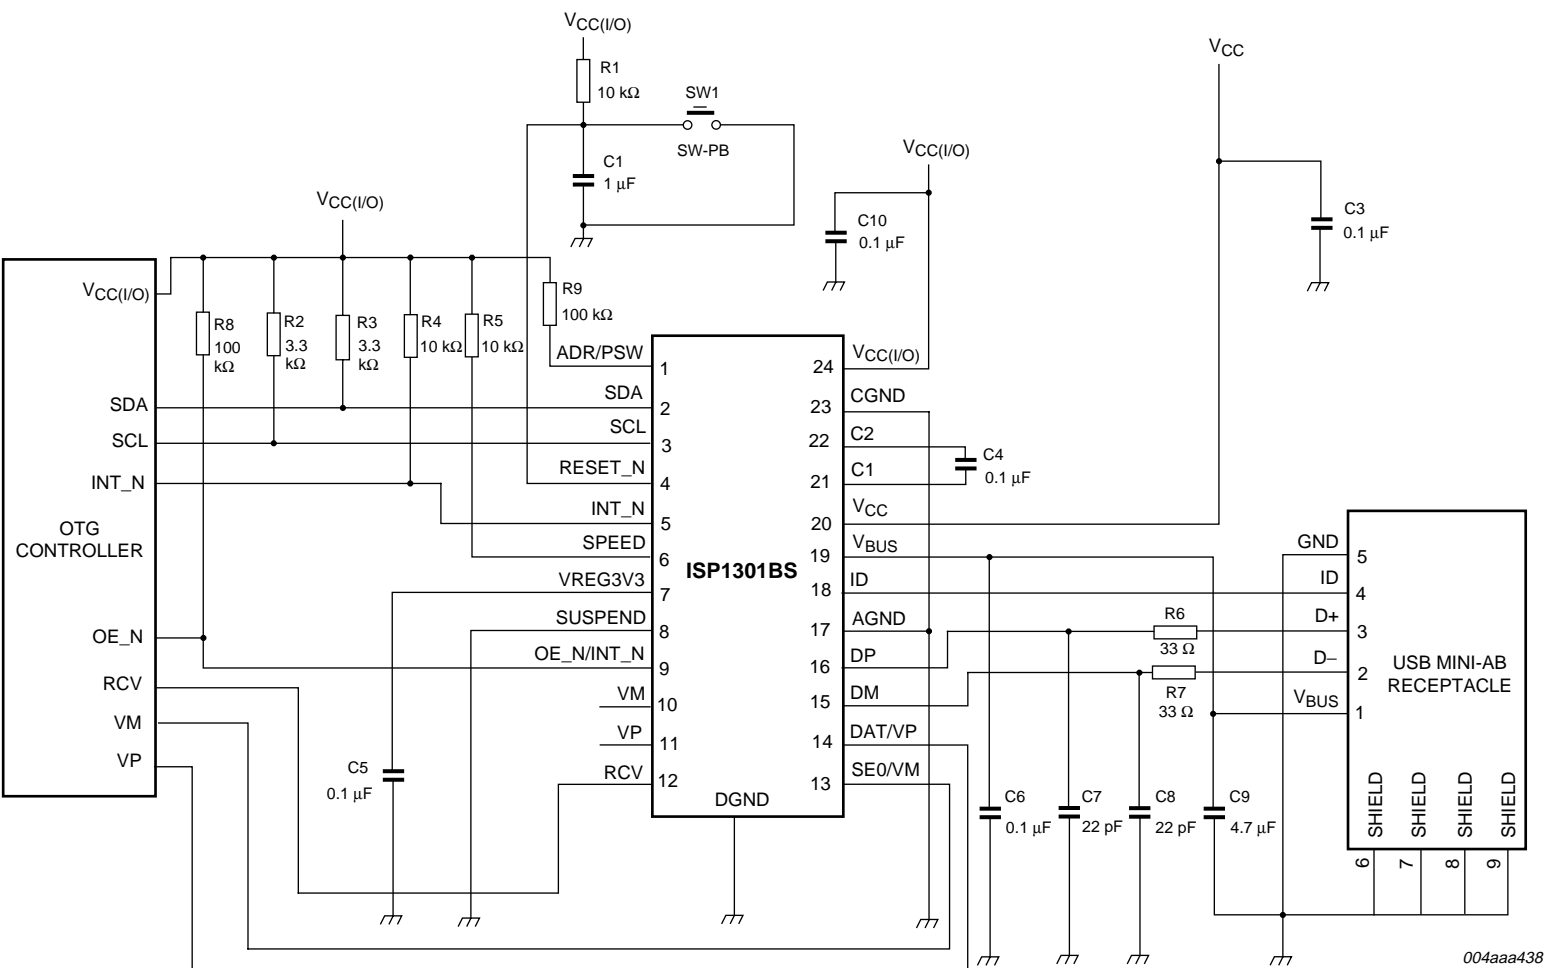 VCC(I/O)
R1
10 kΩ
SW1
SW-PB
C1
1 μF
VCC(I/O)
C10
0.1 μF
VCC
C3
0.1 μF
VCC(I/O)
VCC(I/O)
R8
100
kΩ
R2
3.3
kΩ
R3
3.3
kΩ
R4
10 kΩ
R5
10 kΩ
R9
100 kΩ
SDA
SCL
INT_N
OTG
CONTROLLER
OE_N
RCV
VM
VP
ADR/PSW
1
SDA
2
SCL
3
RESET_N
4
INT_N
5
SPEED
6
VREG3V3
7
SUSPEND
8
OE_N/INT_N
9
VM
10
VP
11
RCV
12
ISP1301BS
DGND
C5
0.1 μF
24
VCC(I/O)
23
CGND
22
C2
21
C1
20
VCC
19
VBUS
18
ID
17
AGND
16
DP
15
DM
14
DAT/VP
13
SE0/VM
C4
0.1 μF
R6
33 Ω
R7
33 Ω
C6
0.1 μF
C7
22 pF
C8
22 pF
C9
4.7 μF
GND
5
ID
4
D+
3
D−
2
VBUS
1
USB MINI-AB
RECEPTACLE
SHIELD
SHIELD
SHIELD
SHIELD
6
7
8
9
004aaa438